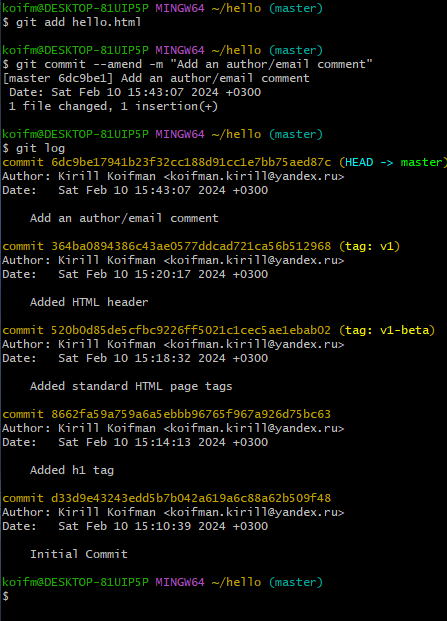 koifm@DESKTOP-81UIP5P MINGW64 ~/hello (master)
$ git add hello.html
koifm@DESKTOP-81UIP5P MINGW64 ~/hello (master)
$ git commit --amend -m "Add an author/email comment"
[master 6dc9be1] Add an author/email comment
 Date: Sat Feb 10 15:43:07 2024 +0300
 1 file changed, 1 insertion(+)
koifm@DESKTOP-81UIP5P MINGW64 ~/hello (master)
$ git log
commit 6dc9be17941b23f32cc188d91cc1e7bb75aed87c (HEAD -> master)
Author: Kirill Koifman <koifman.kirill@yandex.ru>
Date:   Sat Feb 10 15:43:07 2024 +0300
    Add an author/email comment
commit 364ba0894386c43ae0577ddcad721ca56b512968 (tag: v1)
Author: Kirill Koifman <koifman.kirill@yandex.ru>
Date:   Sat Feb 10 15:20:17 2024 +0300
    Added HTML header
commit 520b0d85de5cfbc9226ff5021c1cec5ae1ebab02 (tag: v1-beta)
Author: Kirill Koifman <koifman.kirill@yandex.ru>
Date:   Sat Feb 10 15:18:32 2024 +0300
    Added standard HTML page tags
commit 8662fa59a759a6a5ebbb96765f967a926d75bc63
Author: Kirill Koifman <koifman.kirill@yandex.ru>
Date:   Sat Feb 10 15:14:13 2024 +0300
    Added h1 tag
commit d33d9e43243edd5b7b042a619a6c88a62b509f48
Author: Kirill Koifman <koifman.kirill@yandex.ru>
Date:   Sat Feb 10 15:10:39 2024 +0300
    Initial Commit
koifm@DESKTOP-81UIP5P MINGW64 ~/hello (master)
$